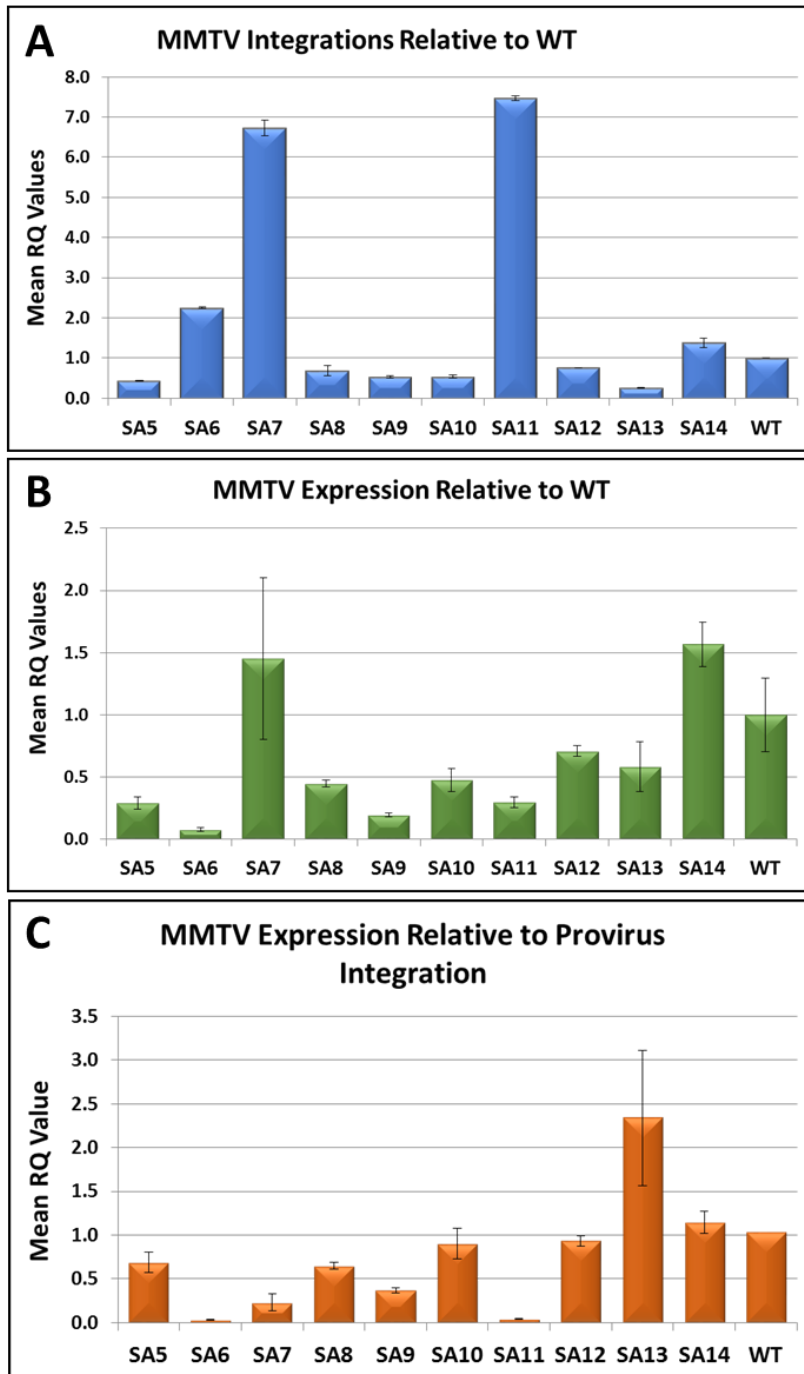 A
MMTV Integrations Relative to WT
Mean RQ Values
8.0
7.0
6.0
5.0
4.0
3.0
2.0
1.0
0.0
SA5 SA6 SA7 SA8 SA9 SA10 SA11 SA12 SA13 SA14 WT
B
MMTV Expression Relative to WT
Mean RQ Values
2.5
2.0
1.5
1.0
0.5
0.0
SA5 SA6 SA7 SA8 SA9 SA10 SA11 SA12 SA13 SA14 WT
C
MMTV Expression Relative to Provirus
Integration
Mean RQ Value
3.5
3.0
2.5
2.0
1.5
1.0
0.5
0.0
SA5 SA6 SA7 SA8 SA9 SA10 SA11 SA12 SA13 SA14 WT